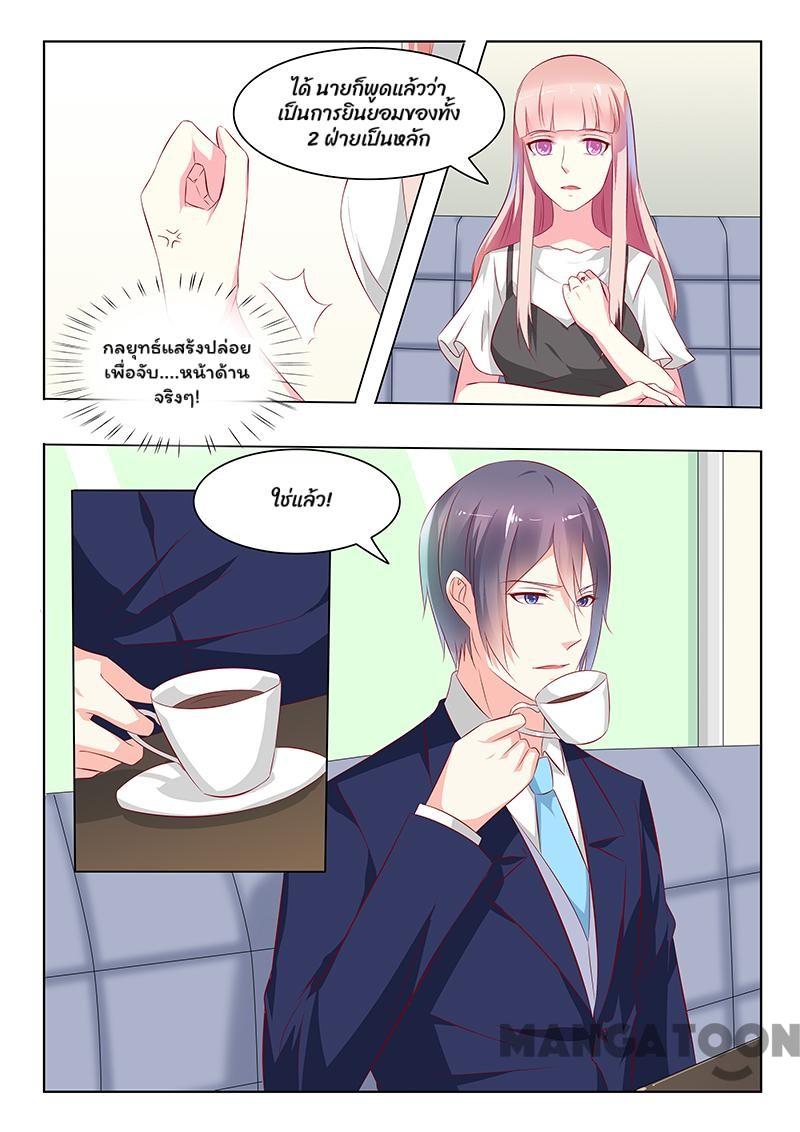 ได้ นายก็พูดแล้วว่า
เป็นการยินยอมของทั้ง
2 ฝ่ายเป็นหลัก
กลยุทธ์แสร้งปล่อย
เพื่อจับ....หน้าด้าน
จริงๆ!
ใช่แล้ว!
MANGATOON